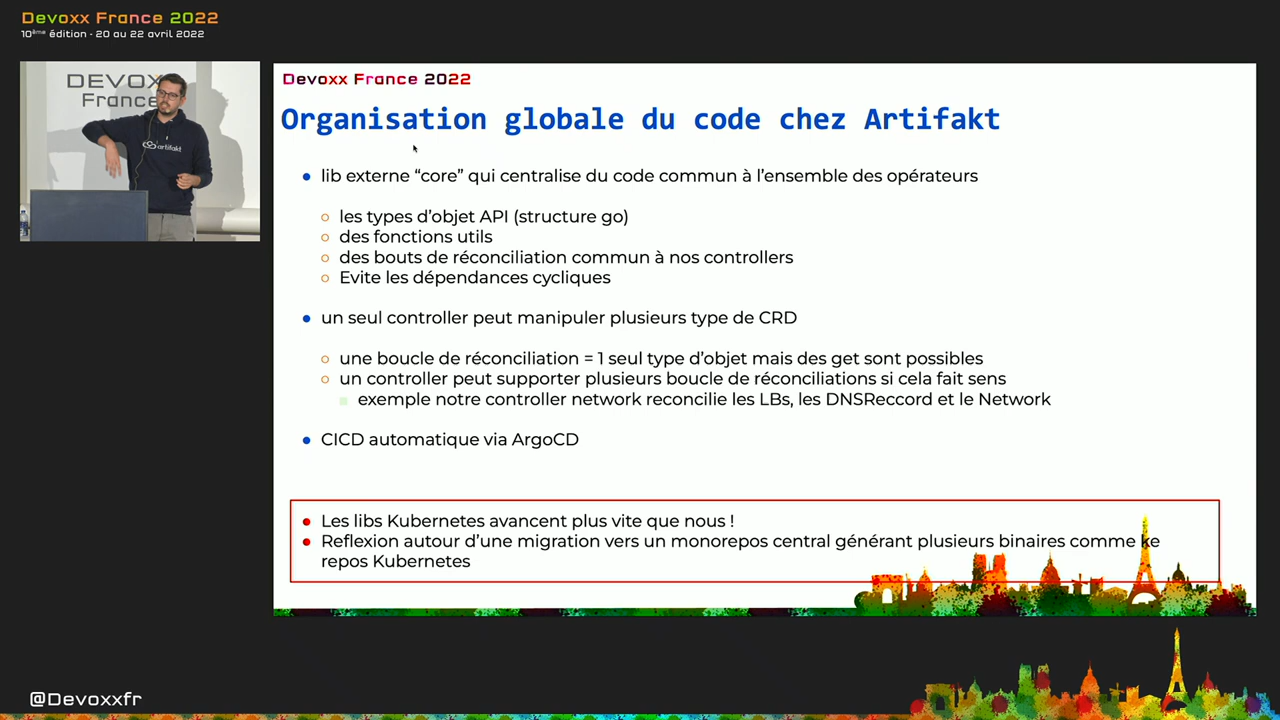 Devoxx France 2022
10ème édition - 20 au 22 avril 2022
DEVOX
France
artifakt
Devoxx France 2022
Organisation globale du code chez Artifakt
lib externe “core” qui centralise du code commun à l’ensemble des opérateurs
les types d’objet API (structure go)
des fonctions utils
des bouts de réconciliation commun à nos controllers
Evite les dépendances cycliques
un seul controller peut manipuler plusieurs type de CRD
une boucle de réconciliation = 1 seul type d’objet mais des get sont possibles
un controller peut supporter plusieurs boucle de réconciliations si cela fait sens
exemple notre controller network reconcilie les LBs, les DNSReccord et le Network
CICD automatique via ArgoCD
Les libs Kubernetes avancent plus vite que nous !
Reflexion autour d’une migration vers un monorepos central générant plusieurs binaires comme ke
repos Kubernetes
@Devoxxfr